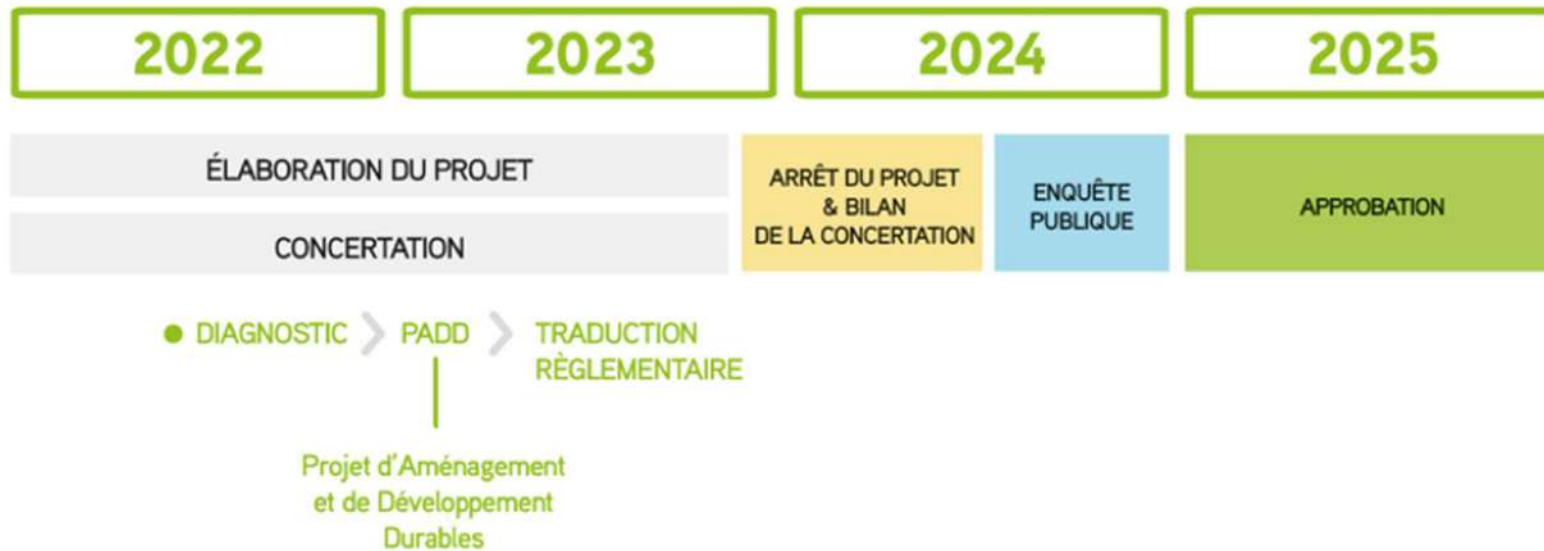 2022
2023
2024
2025
ÉLABORATION DU PROJET
CONCERTATION
ARRÊT DU PROJET
& BILAN
DE LA CONCERTATION
ENQUÊTE
PUBLIQUE
APPROBATION
DIAGNOSTIC
PADD
TRADUCTION
RÈGLEMENTAIRE
Projet d'Aménagement
et de Développement
Durables